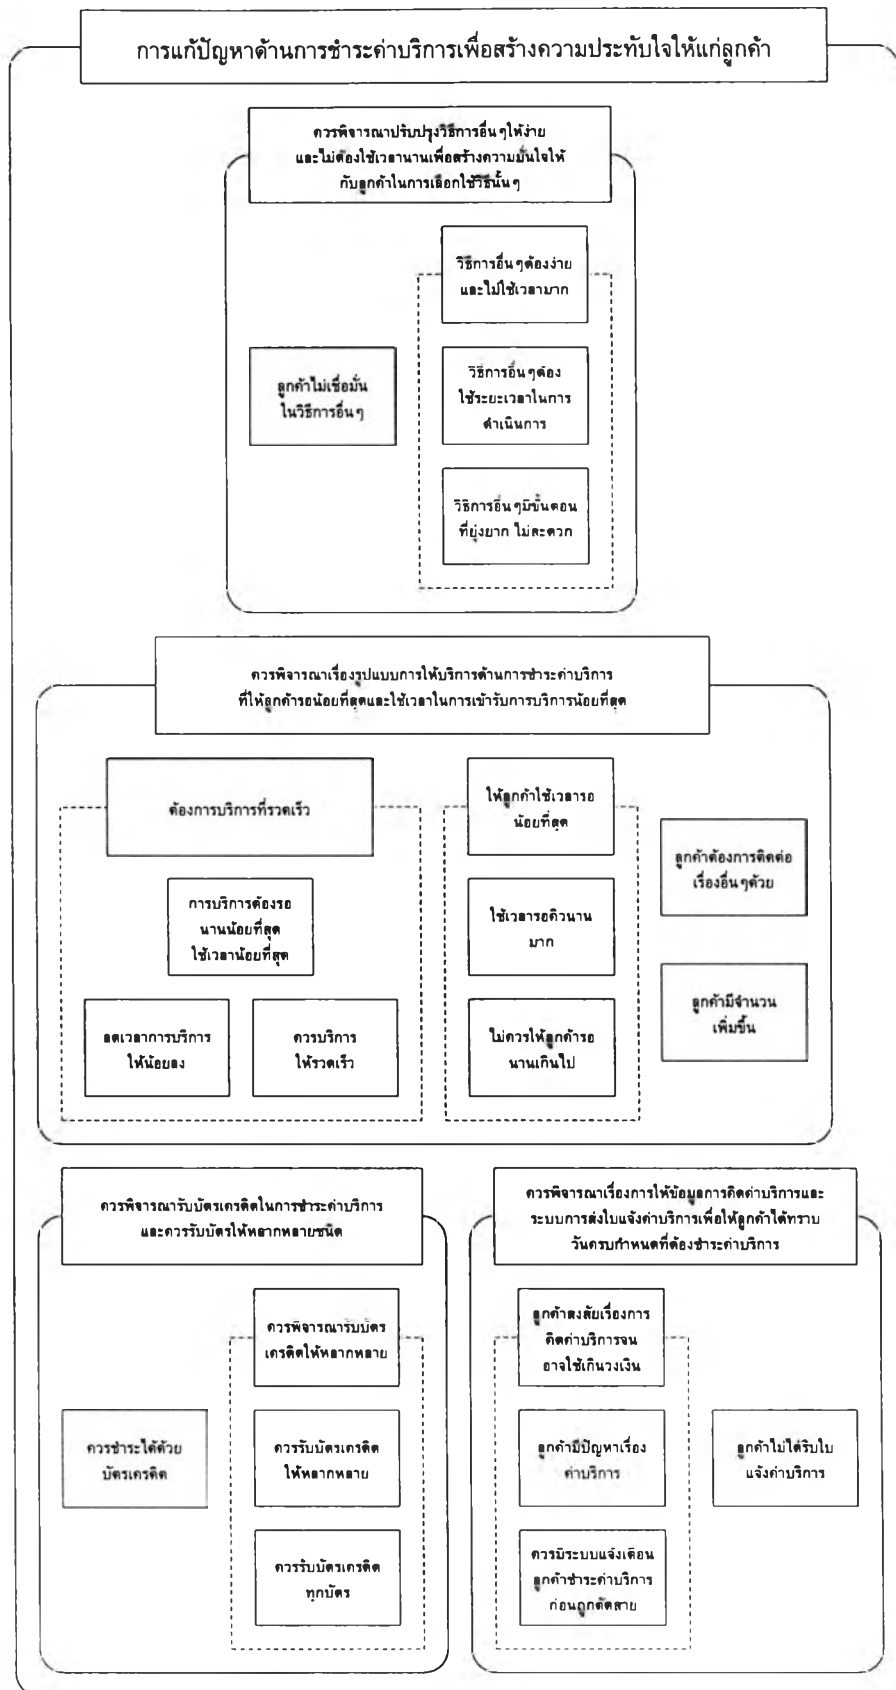 การแก้ปัญหาด้านการชำระค่าบริการเพื่อสร้างความประทับใจให้แก่ลูกค้า
ควรพิจารณาปรับปรุงวิธีการอื่นๆให้ง่าย
และไม่ต้องใช้เวลานานเพื่อสร้างความมั่นใจให้
กับลูกค้าในการเลือกใช้วิธีนั้นๆ
วิธีการอื่นๆต้องง่าย
และไม่ใช้เวลามาก
ลูกค้าไม่เชื่อมั่น
ในวิธีการอื่นๆ
วิธีการอื่นๆต้อง
ใช้ระยะเวลาในการ
ดำเนินการ
วิธีการอื่นๆมีขั้นตอน
ที่ยุ่งยาก ไม่สะดวก
ควรพิจารณาเรื่องรูปแบบการให้บริการด้านการชำระค่าบริการ
ที่ให้ลูกค้ารอน้อยที่สุดและใช้เวลาในการเข้ารับการบริการน้อยที่สุด
ต้องการบริการที่รวดเร็ว
การบริการต้องรอ
นานน้อยที่สุด
ใช้เวลาน้อยที่สุด
ลดเวลาการบริการ
ให้น้อยลง
ควรบริการ
ให้รวดเร็ว
ให้ลูกค้าใช้เวลารอ
น้อยที่สุด
ใช้เวลารอคิวนาน
มาก
ไม่ควรให้ลูกค้ารอ
นานเกินไป
ลูกค้าต้องการติดต่อ
เรื่องอื่นๆด้วย
ลูกค้ามีจำนวน
เพิ่มขึ้น
ควรพิจารณารับบัตรเครดิตในการชำระค่าบริการ
และควรรับบัตรให้หลากหลายชนิด
ควรพิจารณารับบัตร
เครดิตให้หลากหลาย
ควรชำระได้ด้วย
บัตรเครดิต
ควรรับบัตรเครดิต
ให้หลากหลาย
ควรรับบัตรเครดิต
ทุกบัตร
ควรพิจารณาเรื่องการให้ข้อมูลการคิดค่าบริการและ
ระบบการส่งใบแจ้งค่าบริการเพื่อให้ลูกค้าได้ทราบ
วันครบกำหนดที่ต้องชำระค่าบริการ
ลูกค้าสงสัยเรื่องการ
คิดค่าบริการจน
อาจใช้เกินวงเงิน
ลูกค้ามีปัญหาเรื่อง
ค่าบริการ
ลูกค้าไม่ได้รับใบ
แจ้งค่าบริการ
ควรมีระบบแจ้งเตือน
ลูกค้าชำระค่าบริการ
ก่อนถูกตัดสาย